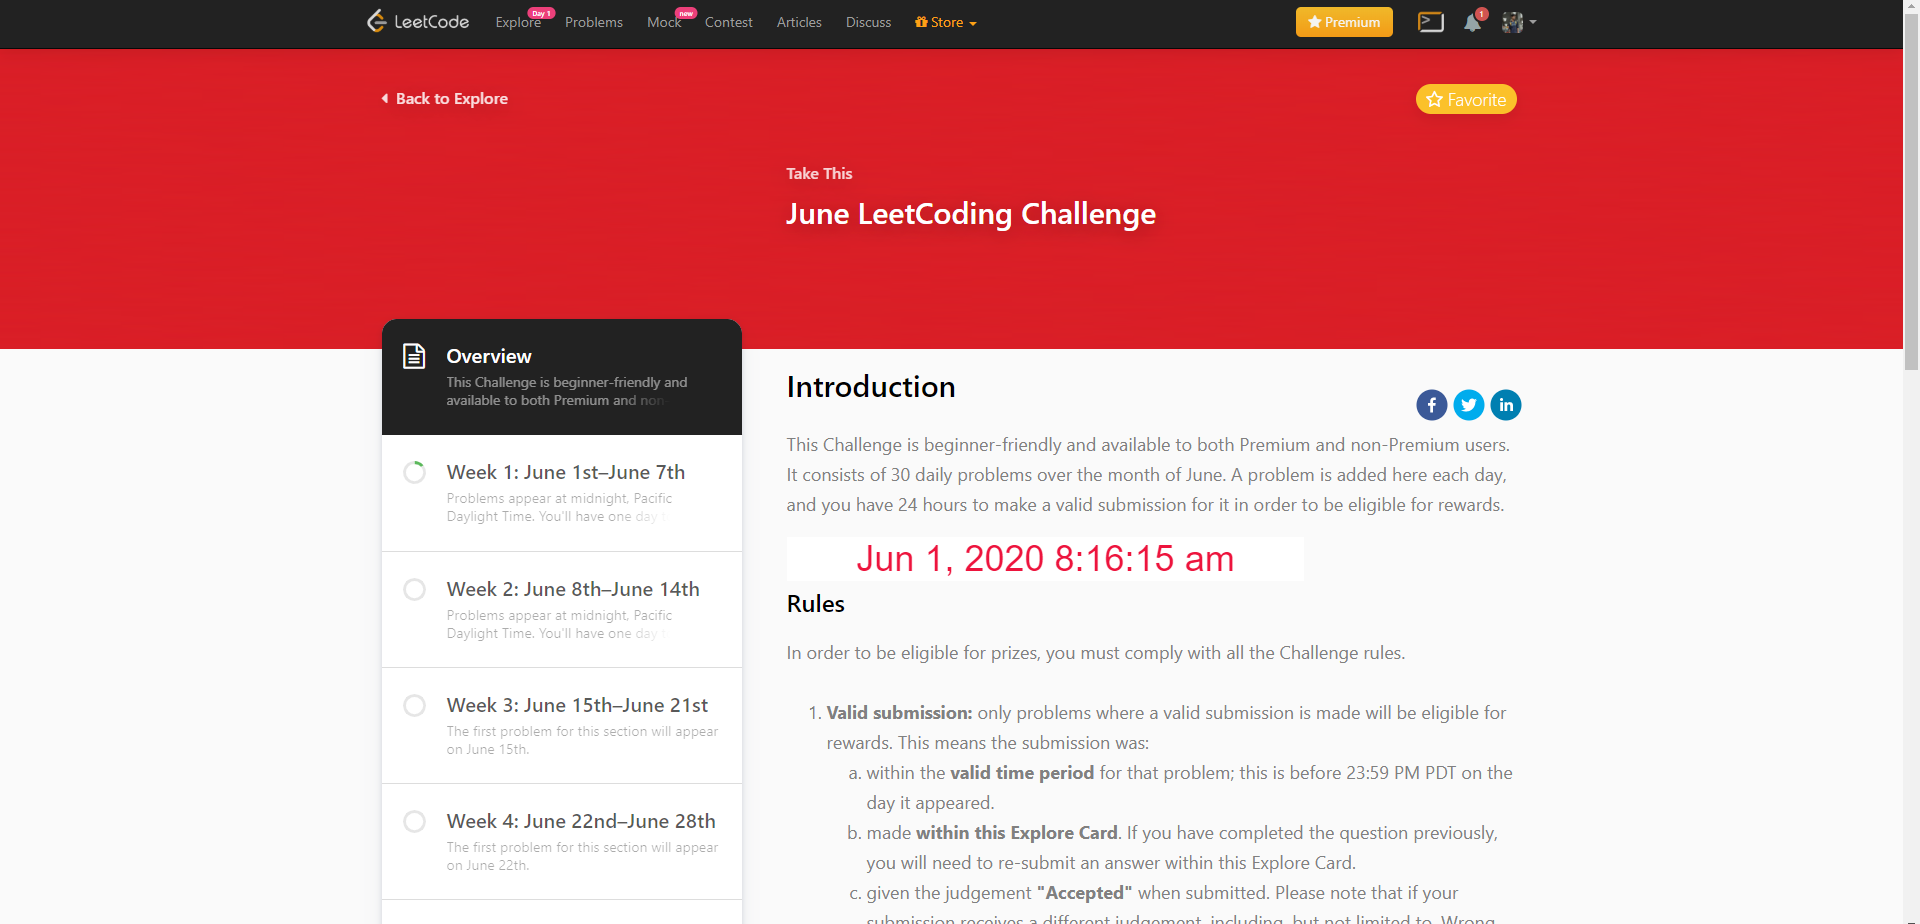 LeetCode
Explore
Day 1
Problems
Mock
new
Contest
Articles
Discuss
Store
Premium
1
Back to Explore
Favorite
Take This
June LeetCoding Challenge
Overview
This Challenge is beginner-friendly and
available to both Premium and non
Week 1: June 1st–June 7th
Problems appear at midnight, Pacific
Daylight Time. You'll have one day
Week 2: June 8th–June 14th
Problems appear at midnight, Pacific
Daylight Time. You'll have one day
Week 3: June 15th–June 21st
The first problem for this section will appear
on June 15th.
Week 4: June 22nd–June 28th
The first problem for this section will appear
on June 22th.
Introduction
This Challenge is beginner-friendly and available to both Premium and non-Premium users.
It consists of 30 daily problems over the month of June. A problem is added here each day,
and you have 24 hours to make a valid submission for it in order to be eligible for rewards.
Jun 1, 2020 8:16:15 am
Rules
In order to be eligible for prizes, you must comply with all the Challenge rules.
1. Valid submission: only problems where a valid submission is made will be eligible for
rewards. This means the submission was:
a. within the valid time period for that problem; this is before 23:59 PM PDT on the
day it appeared.
b. made within this Explore Card. If you have completed the question previously,
you will need to re-submit an answer within this Explore Card.
c. given the judgement "Accepted" when submitted. Please note that if your
submission receives a different judgement, including, but not limited to, Wrong